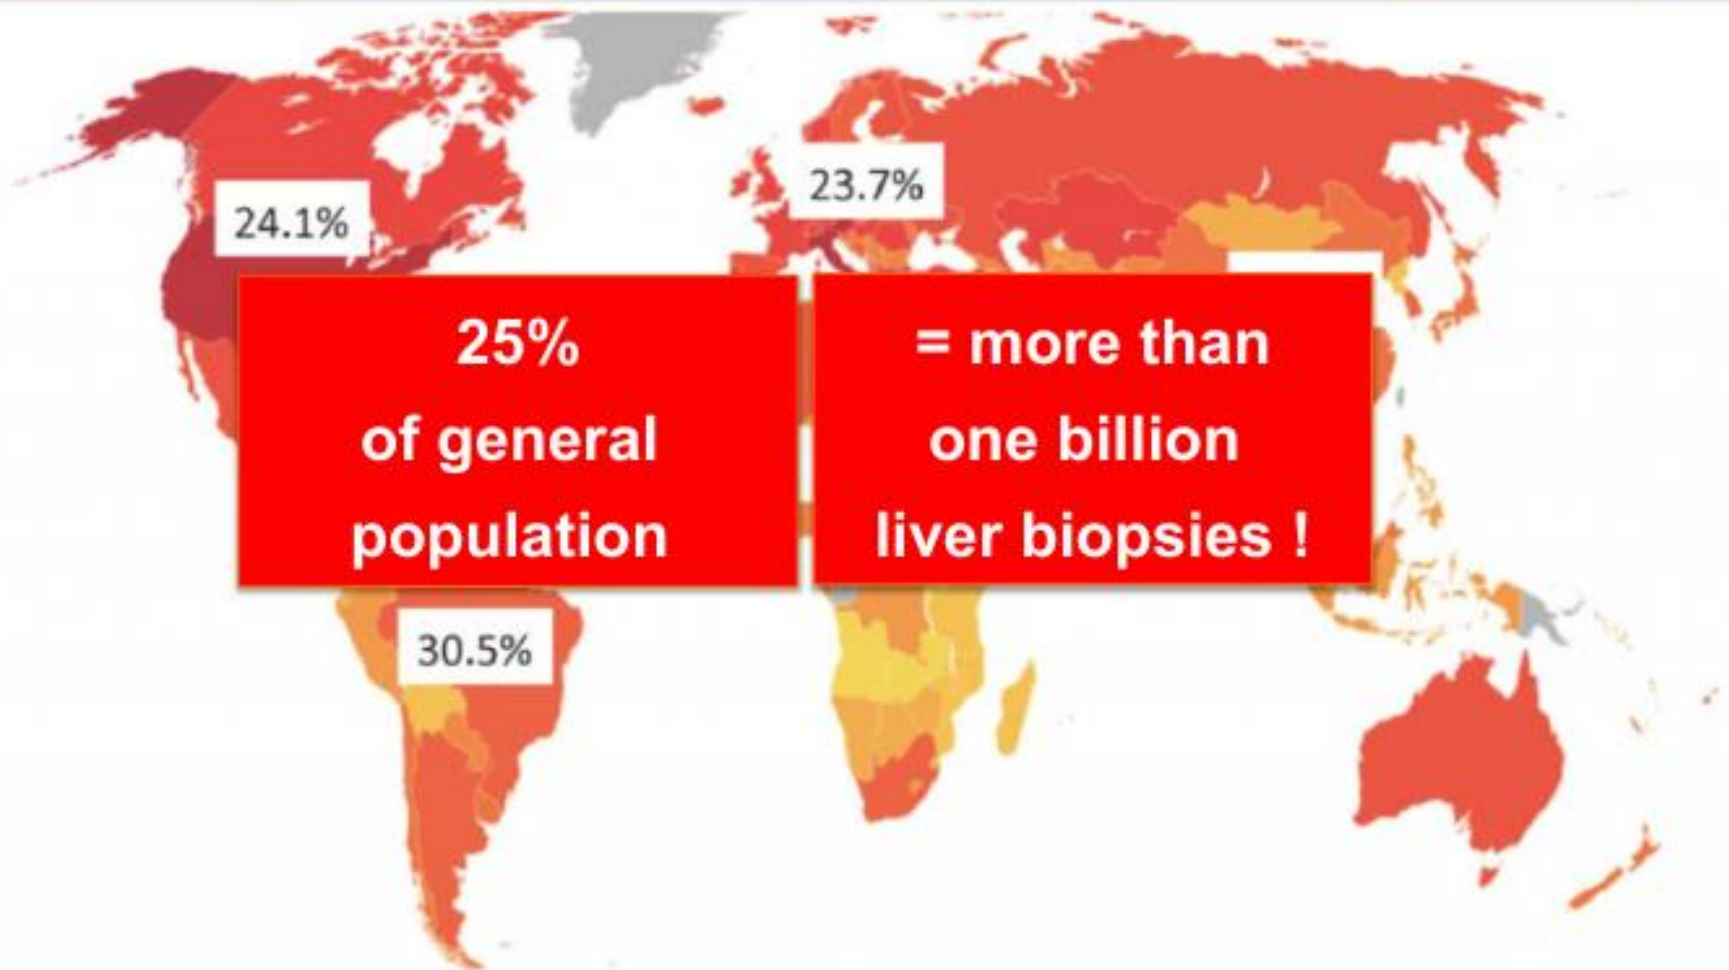 24.1%
23.7%
25%
of general
population
= more than
one billion
liver biopsies !
30.5%